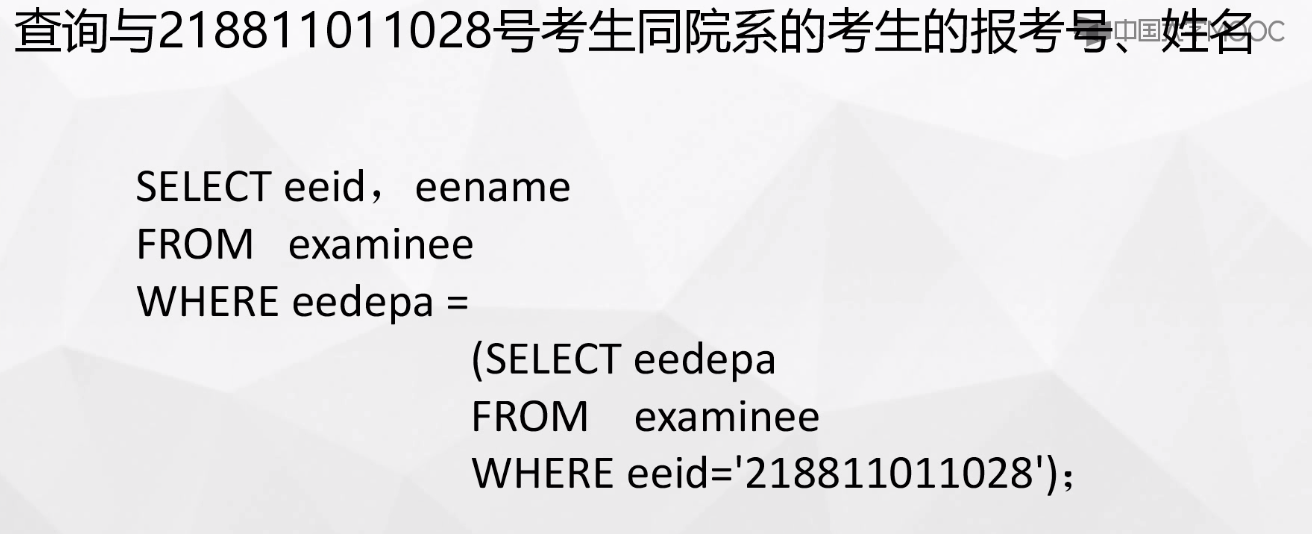 查询与218811011028号考生同院系的考生的报考号、姓名
中国大学MOOC
SELECT eeid， eename
FROM examinee
WHERE eedepa =
(SELECT eedepa
FROM examinee
WHERE eeid='218811011028')；